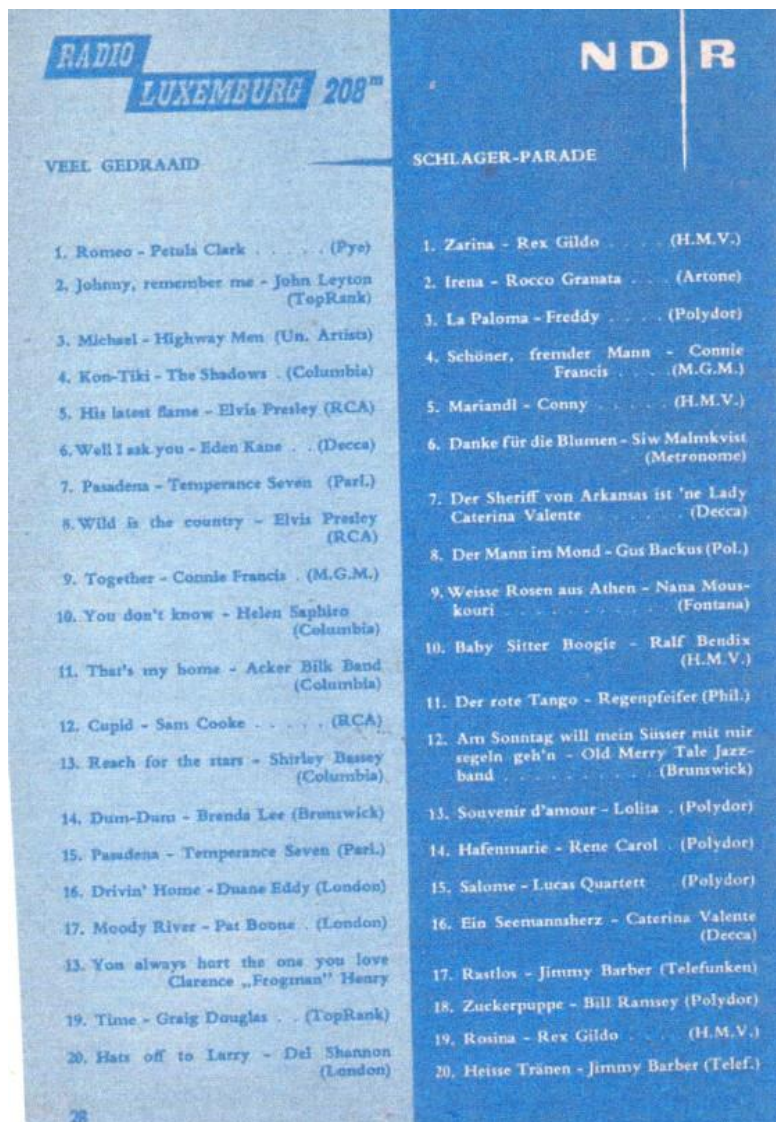 RADIO
LUXEMBURG 208m
VEEL GEDRAAID
1. Romeo - Petula Clark . . . . . . (Pye)
2. Johnny, remember me - John Leyton
(TopRank)
3. Michael - Highway Men (Un. Artists)
4. Kon-Tiki - The Shadows . (Columbia)
5. His latest flame - Elvis Presley (RCA)
6. Well I ask you - Eden Kane . . (Decca)
7. Pasadena - Temperance Seven (Parl.)
8. Wild in the country - Elvis Presley
(RCA)
9. Together - Connie Francis . (M.G.M.)
10. You don't know - Helen Saphiro
(Columbia)
11. That's my home - Acker Bilk Band
(Columbia)
12. Cupid - Sam Cooke . . . . . (RCA)
13. Reach for the stars - Shirley Bassey
(Columbia)
14. Dum-Dum - Brenda Lee (Brunswick)
15. Pasadena - Temperance Seven (Parl.)
16. Drivin' Home - Duane Eddy (London)
17. Moody River - Pat Boone . (London)
13. You always hurt the one you love
Clarence „Frogman" Henry
19. Time - Graig Douglas . . (TopRank)
20. Hats off to Larry - Del Shannon
(London)
28
NDR
SCHLAGER-PARADE
1. Zarina - Rex Gildo . . . . (H.M.V.)
2. Irena - Rocco Granata . . . (Artone)
3. La Paloma - Freddy . . . . (Polydor)
4. Schöner, fremder Mann - Connie
Francis . . . . (M.G.M.)
5. Mariandl - Conny . . . . . (H.M.V.)
6. Danke für die Blumen - Siw Malmkvist
(Metronome)
7. Der Sheriff von Arkansas ist 'ne Lady
Caterina Valente . . . . . . . (Decca)
8. Der Mann im Mond - Gus Backus (Pol.)
9. Weisse Rosen aus Athen - Nana Mous-
kouri . . . . . . . . . . . (Fontana)
10. Baby Sitter Boogie - Ralf Bendix
(H.M.V.)
11. Der rote Tango - Regenpfeifer (Phil.)
12. Am Sonntag will mein Süsser mit mir
segeln geh'n - Old Merry Tale Jazz-
band . . . . . . . . . . (Brunswick)
13. Souvenir d'amour - Lolita . (Polydor)
14. Hafenmarie - Rene Carol . (Polydor)
15. Salome - Lucas Quartett (Polydor)
16. Ein Seemannsherz - Caterina Valente
(Decca)
17. Rastlos - Jimmy Barber (Telefunken)
18. Zuckerpuppe - Bill Ramsey (Polydor)
19. Rosina - Rex Gildo . . . . (H.M.V.)
20. Heisse Tränen - Jimmy Barber (Telef.)